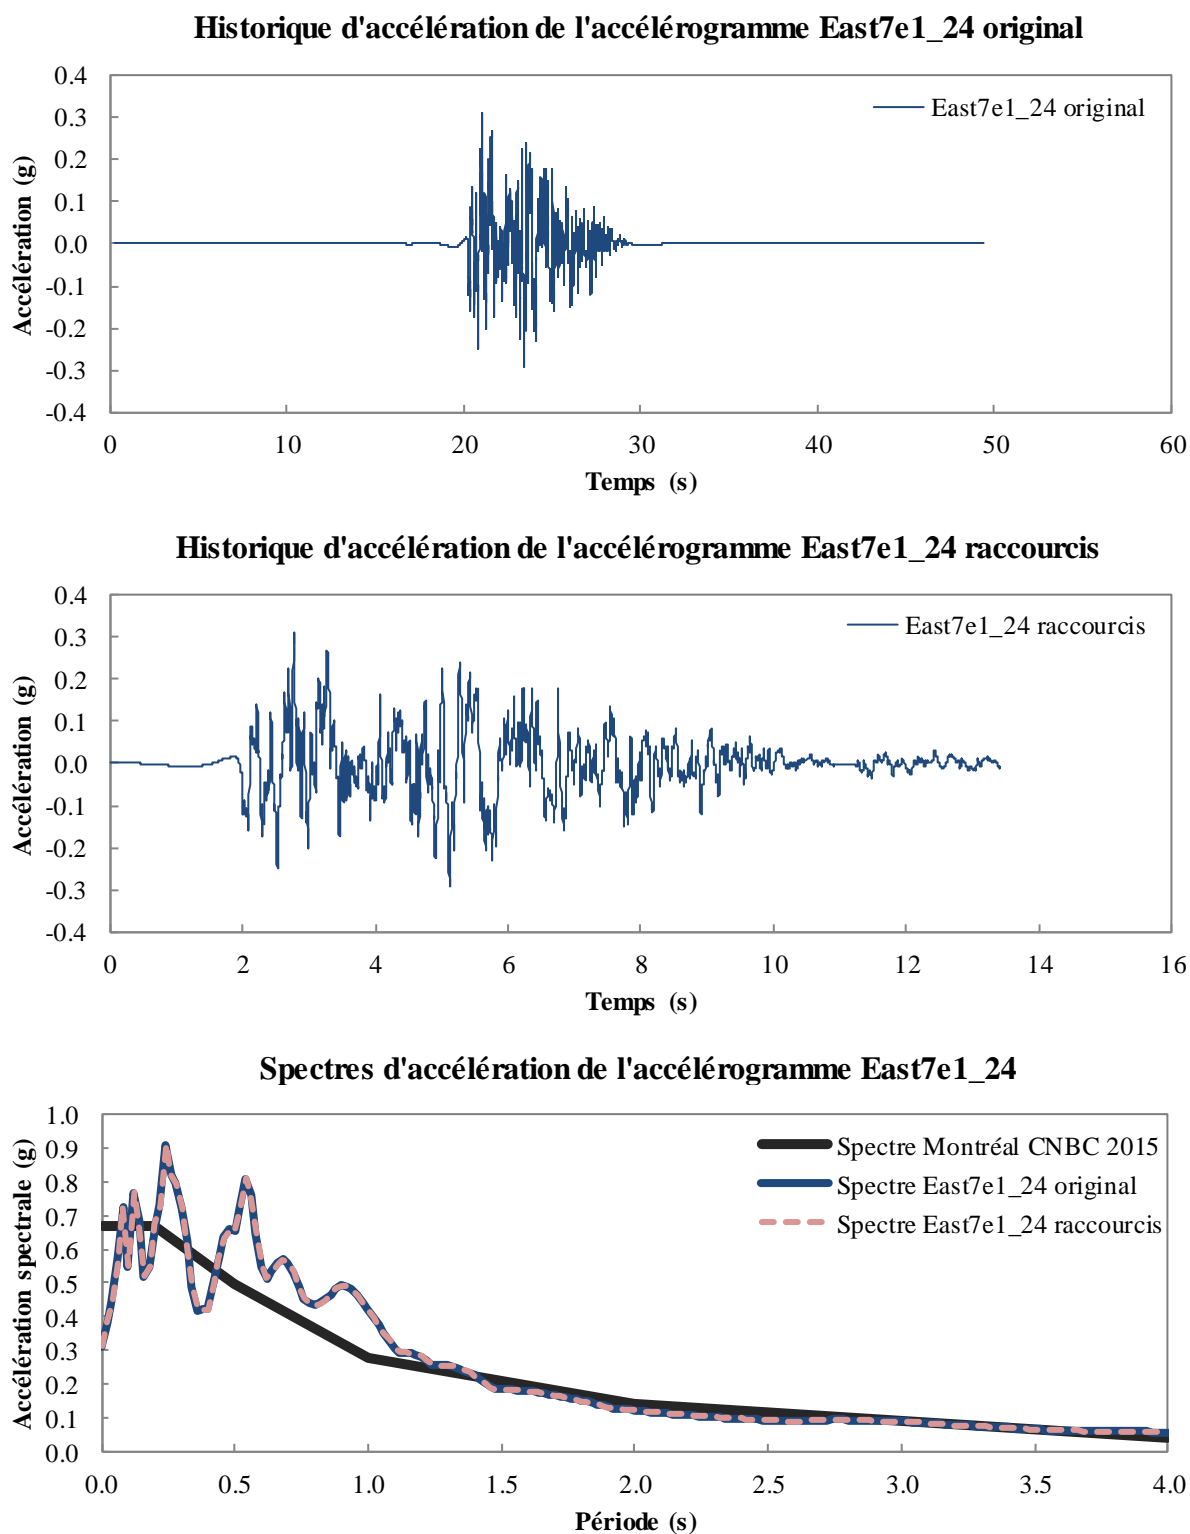 Historique d'accélération de l'accélérogramme East7e1_24 original
East7e1_24 original
Accélération (g)
0.4
0.3
0.2
0.1
0.0
-0.1
-0.2
-0.3
-0.4
0 10 20 30 40 50 60
Temps (s)
Historique d'accélération de l'accélérogramme East7e1_24 raccourcis
East7e1_24 raccourcis
Accélération (g)
0.4
0.3
0.2
0.1
0.0
-0.1
-0.2
-0.3
-0.4
0 2 4 6 8 10 12 14 16
Temps (s)
Spectres d'accélération de l'accélérogramme East7e1_24
Spectre Montréal CNBC 2015
Spectre East7e1_24 original
Spectre East7e1_24 raccourcis
Accélération spectrale (g)
1.0
0.9
0.8
0.7
0.6
0.5
0.4
0.3
0.2
0.1
0.0
0.0 0.5 1.0 1.5 2.0 2.5 3.0 3.5 4.0
Période (s)